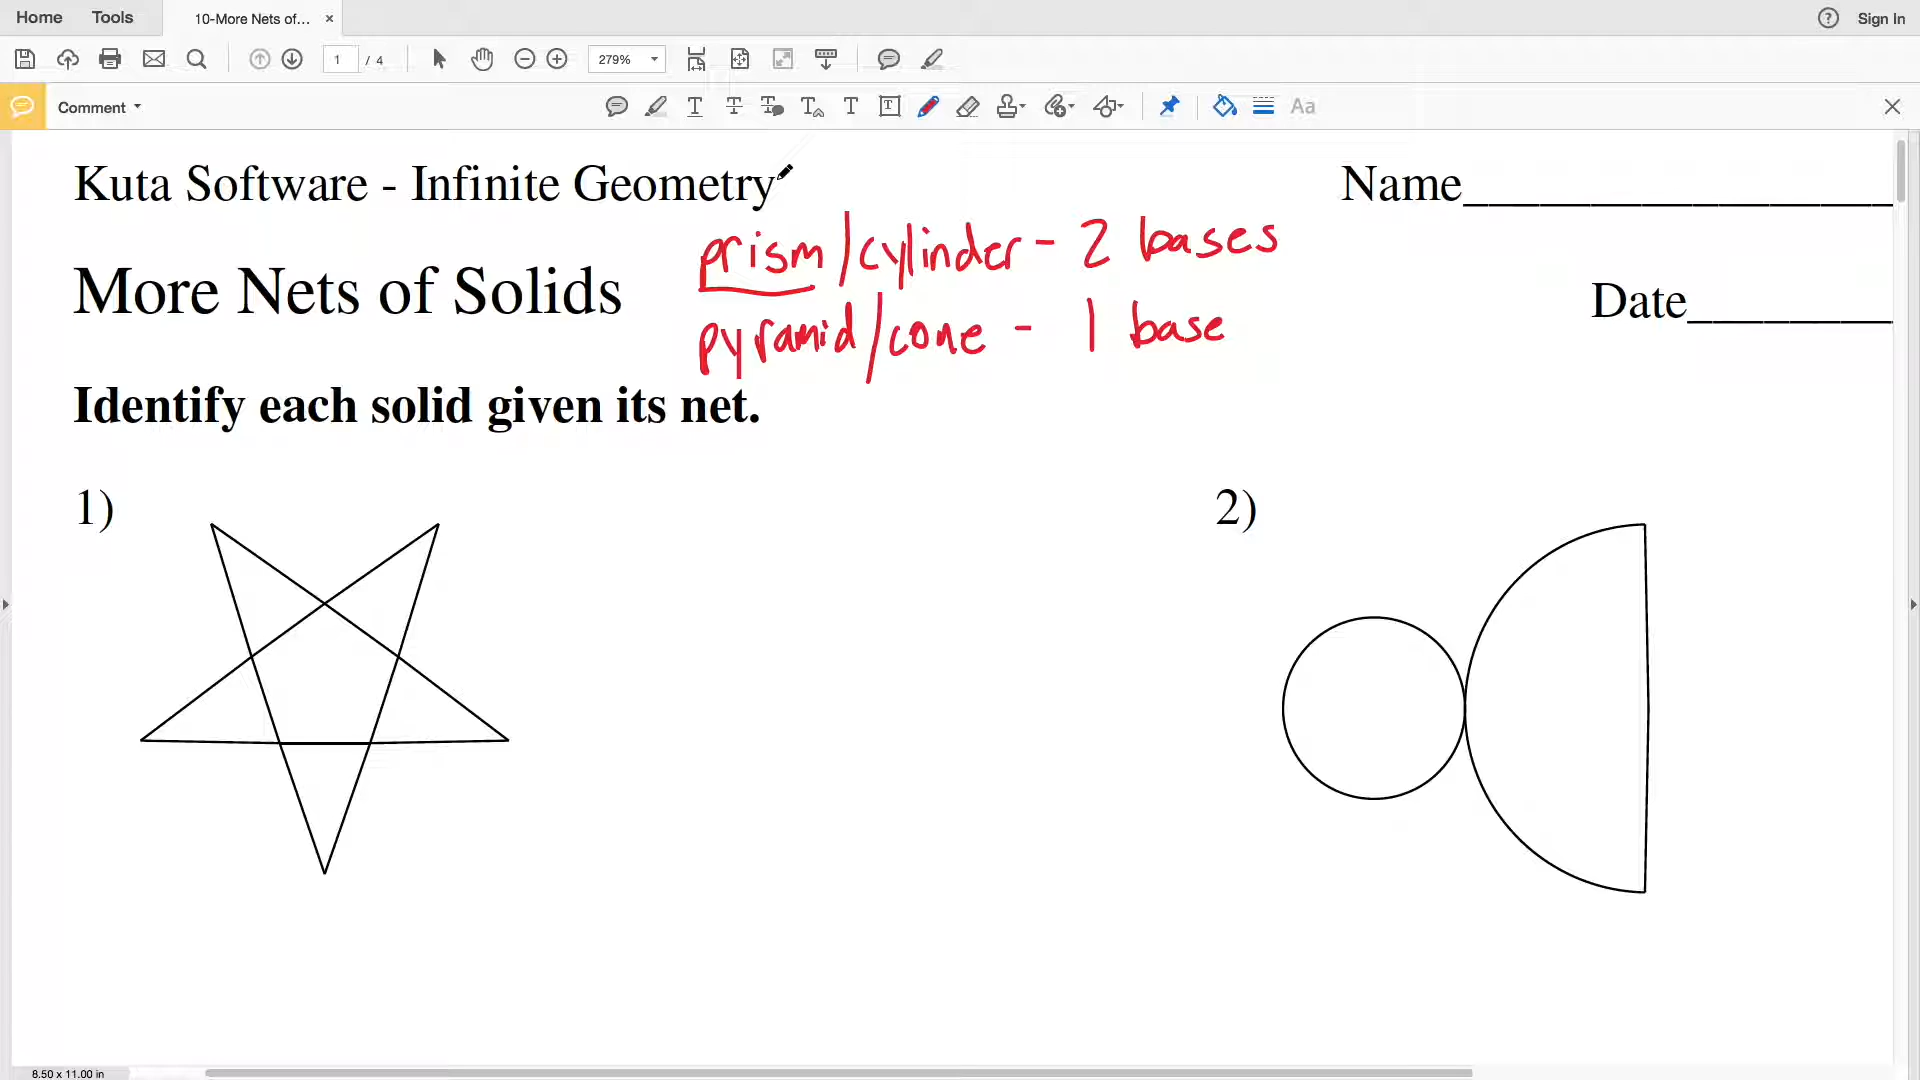 Home Tools 10-More Nets of... × Sign In
1 / 4 279%
Comment Aa
Kuta Software - Infinite Geometry Name
prism/cylinder - 2 bases
More Nets of Solids Date
pyramid/cone - 1 base
Identify each solid given its net.
1) 2)
8.50 x 11.00 in